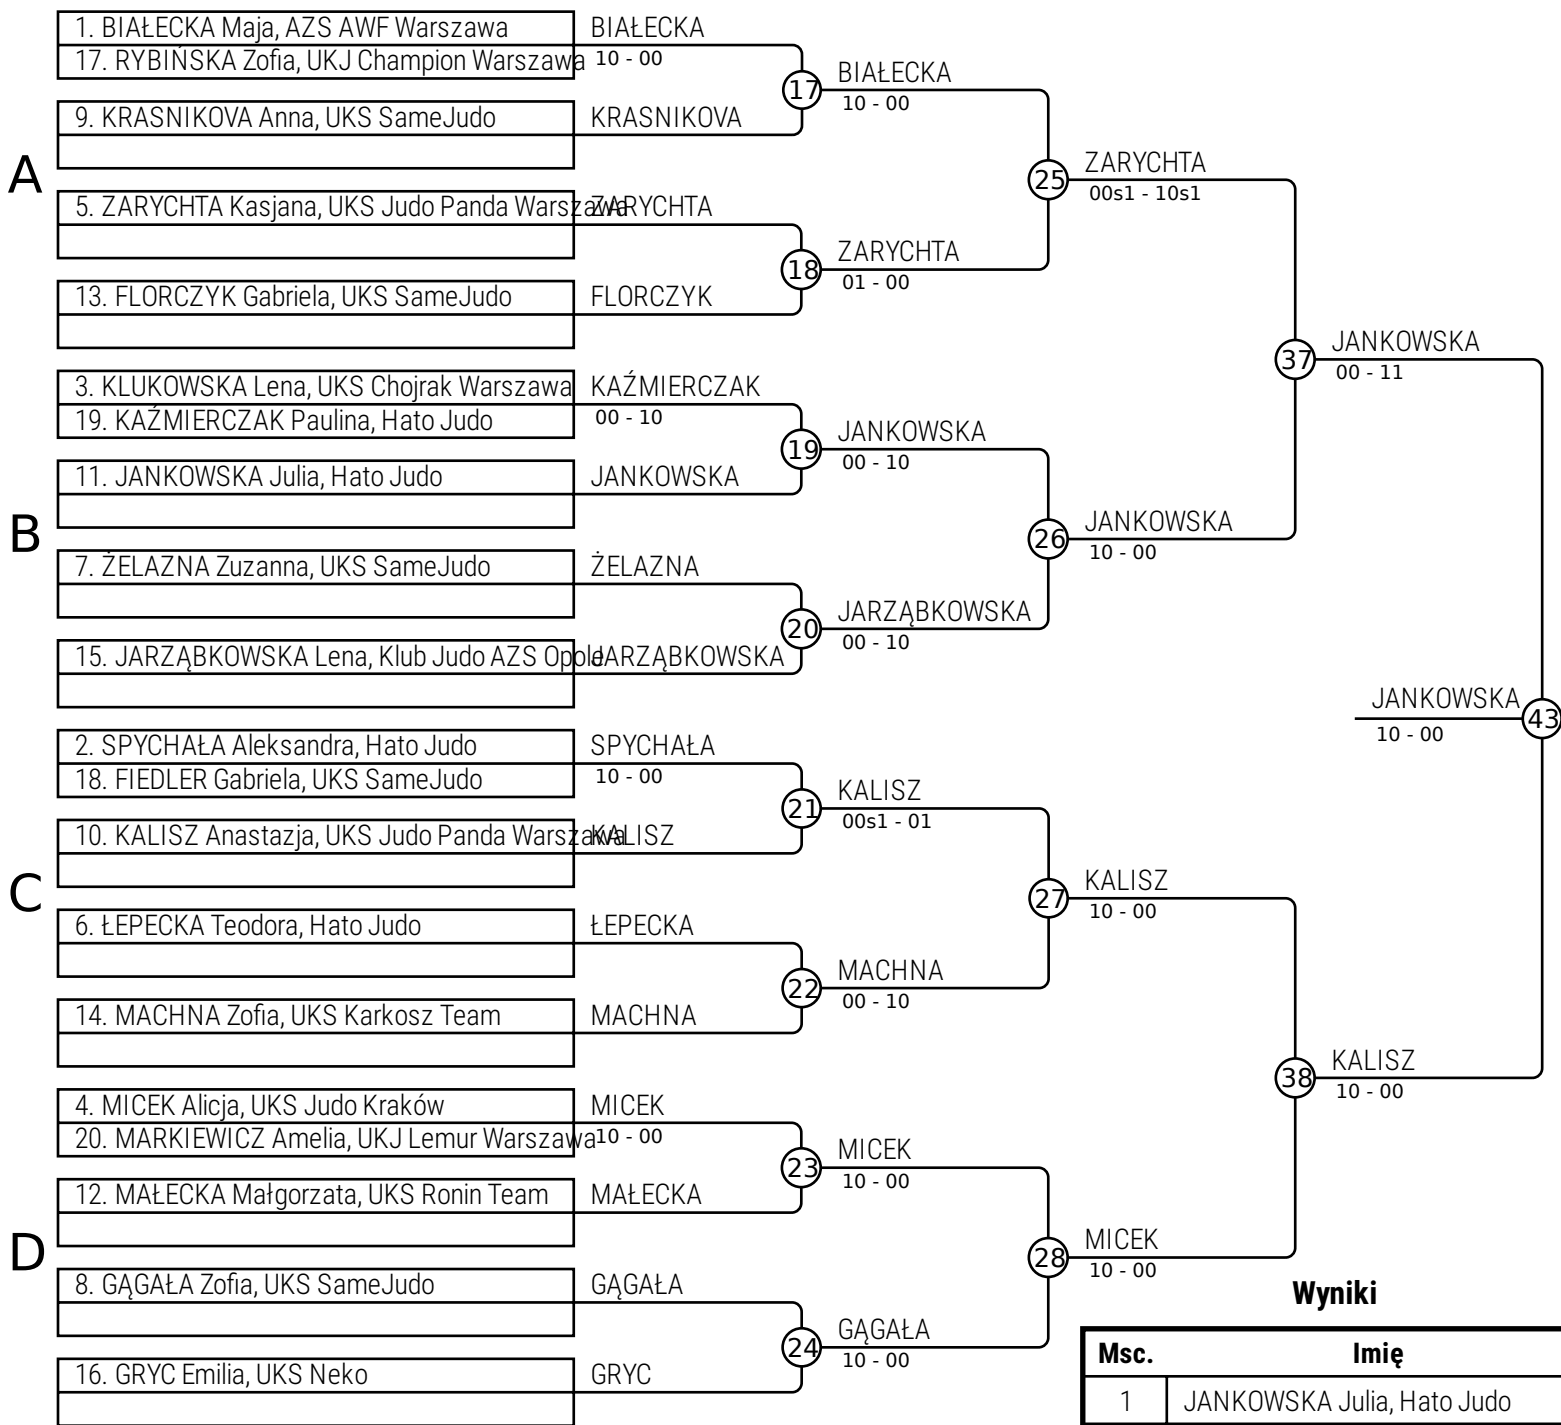 1. BIAŁECKA Maja, AZS AWF Warszawa
BIAŁECKA
17. RYBIŃSKA Zofia, UKJ Champion Warszawa
10 - 00
17
BIAŁECKA
10 - 00
9. KRASNIKOVA Anna, UKS SameJudo
KRASNIKOVA
A
25
ZARYCHTA
00s1 - 10s1
5. ZARYCHTA Kasjana, UKS Judo Panda Warszawa
ZARYCHTA
18
ZARYCHTA
01 - 00
13. FLORCZYK Gabriela, UKS SameJudo
FLORCZYK
37
JANKOWSKA
00 - 11
3. KLUKOWSKA Lena, UKS Chojrak Warszawa
KAŹMIERCZAK
19. KAŹMIERCZAK Paulina, Hato Judo
00 - 10
19
JANKOWSKA
00 - 10
11. JANKOWSKA Julia, Hato Judo
JANKOWSKA
B
26
JANKOWSKA
10 - 00
7. ŻELAZNA Zuzanna, UKS SameJudo
ŻELAZNA
20
JARZĄBKOWSKA
00 - 10
15. JARZĄBKOWSKA Lena, Klub Judo AZS Opole
JARZĄBKOWSKA
JANKOWSKA
43
10 - 00
2. SPYCHAŁA Aleksandra, Hato Judo
SPYCHAŁA
18. FIEDLER Gabriela, UKS SameJudo
10 - 00
21
KALISZ
00s1 - 01
10. KALISZ Anastazja, UKS Judo Panda Warszawa
KALISZ
C
27
KALISZ
10 - 00
6. ŁEPECKA Teodora, Hato Judo
ŁEPECKA
22
MACHNA
00 - 10
14. MACHNA Zofia, UKS Karkosz Team
MACHNA
38
KALISZ
10 - 00
4. MICEK Alicja, UKS Judo Kraków
MICEK
20. MARKIEWICZ Amelia, UKJ Lemur Warszawa
10 - 00
23
MICEK
10 - 00
12. MAŁECKA Małgorzata, UKS Ronin Team
MAŁECKA
D
28
MICEK
10 - 00
8. GĄGAŁA Zofia, UKS SameJudo
GĄGAŁA
24
GĄGAŁA
10 - 00
16. GRYC Emilia, UKS Neko
GRYC
Wyniki
Msc. Imię
1 JANKOWSKA Julia, Hato Judo